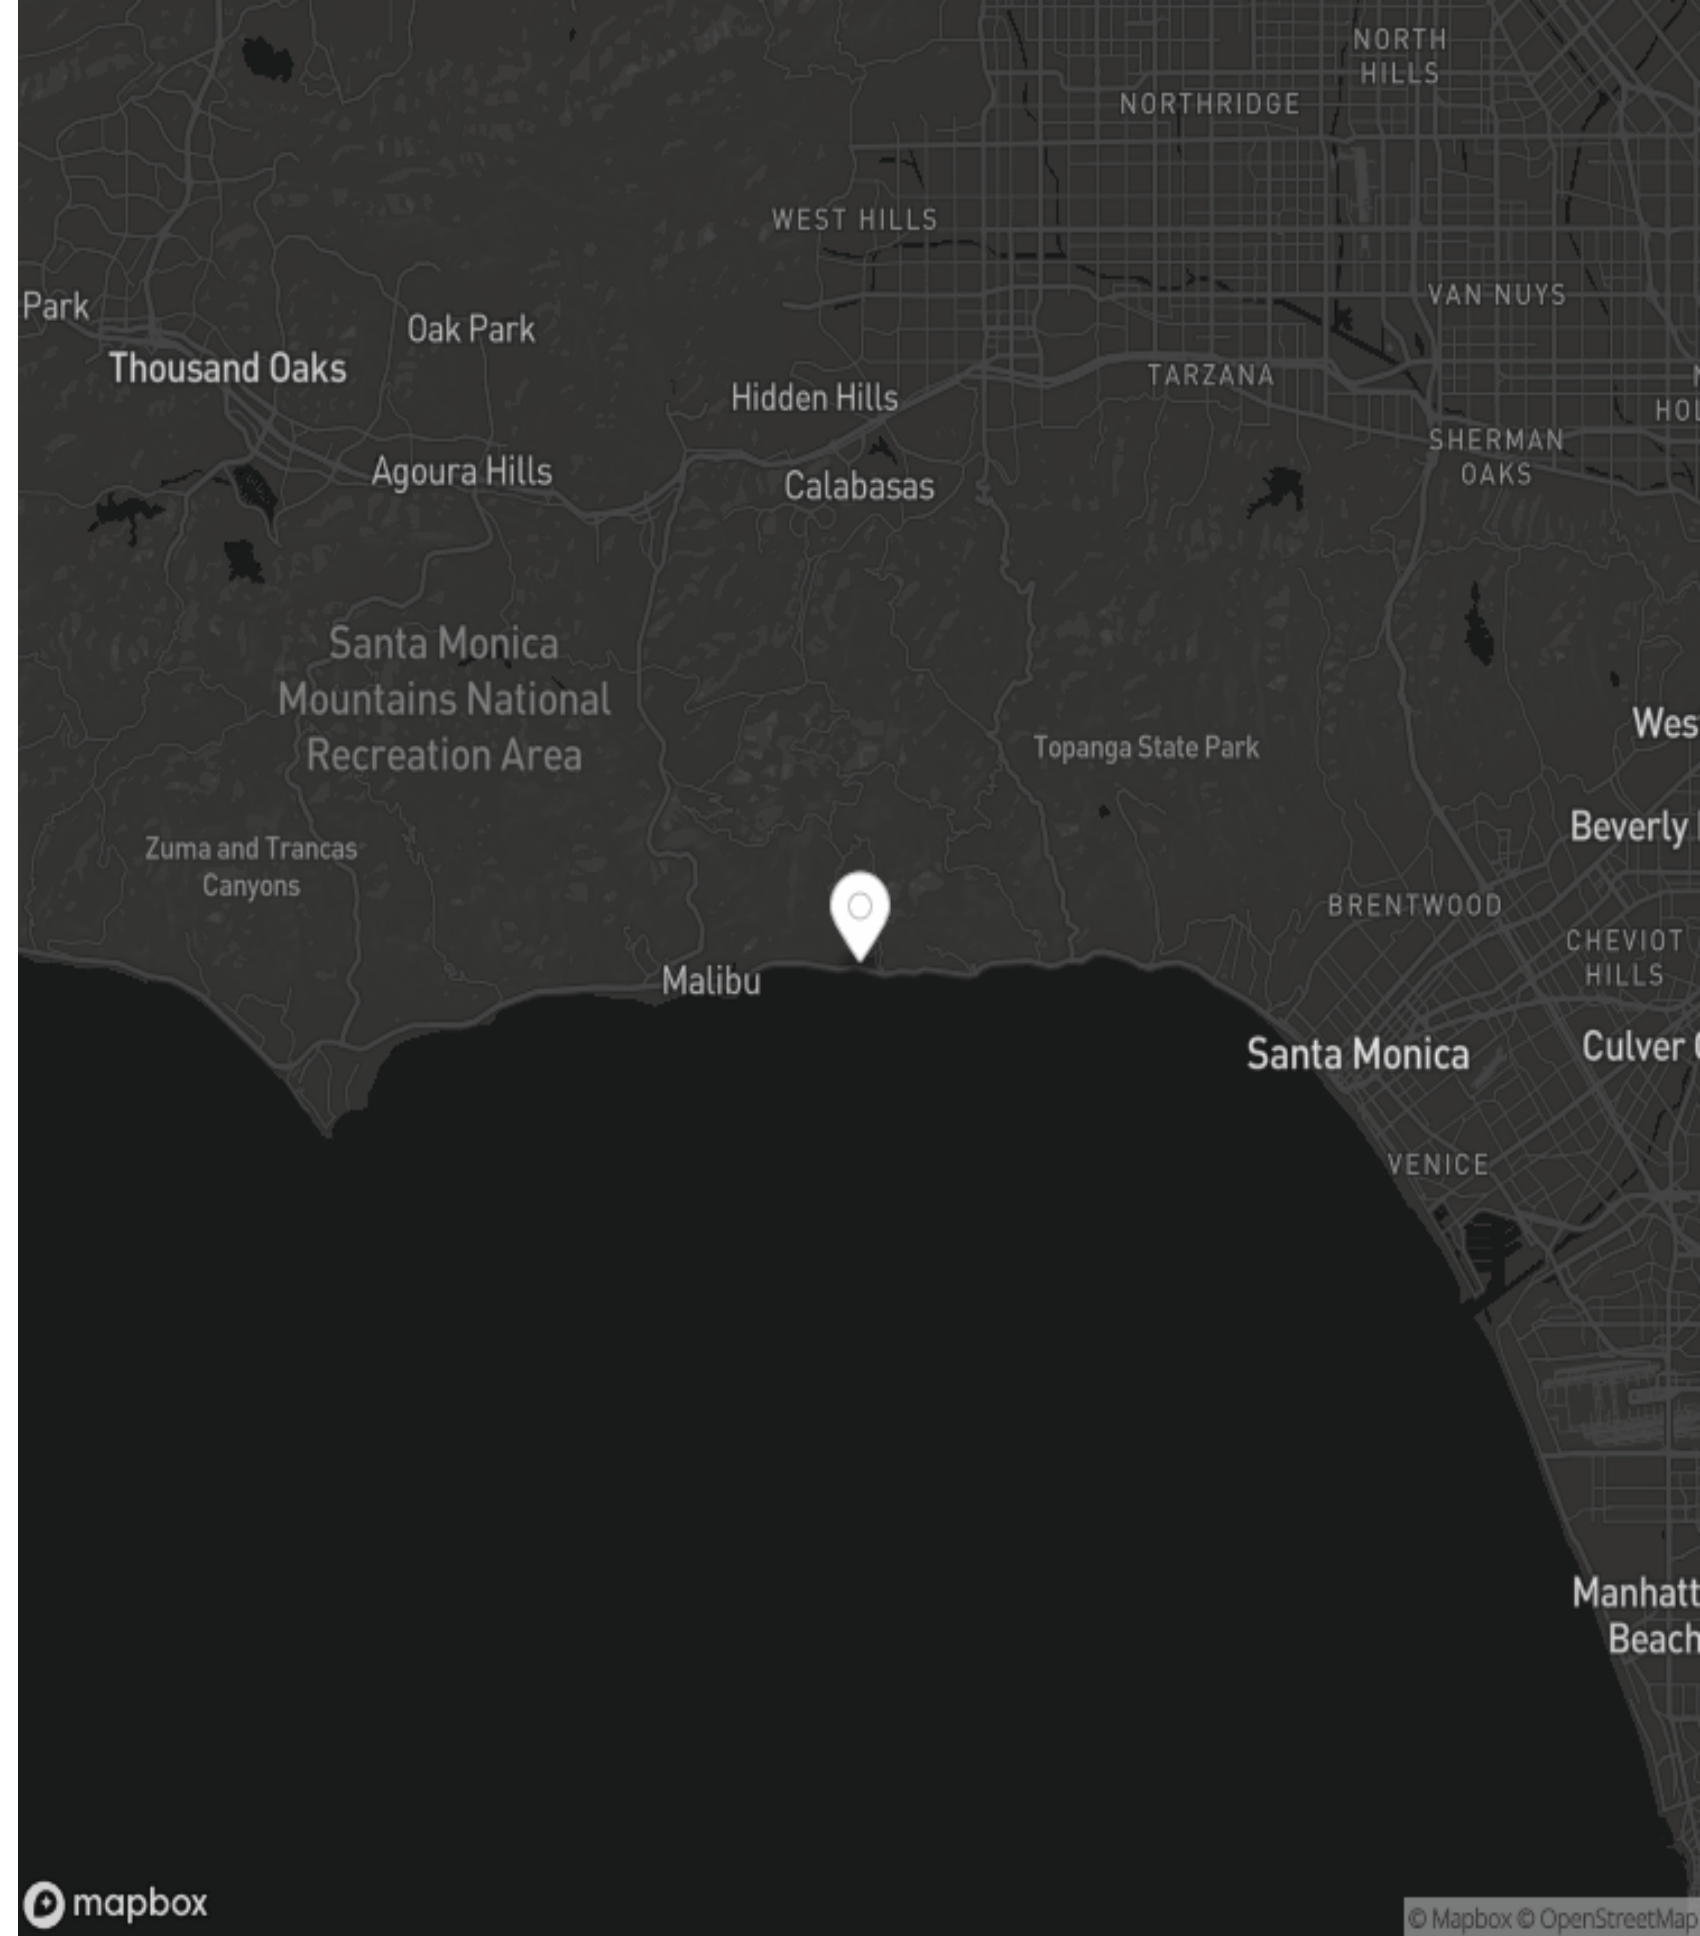 NORTH
HILLS
NORTHRIDGE
WEST HILLS
VAN NUYS
Park
Oak Park
Thousand Oaks
TARZANA
Hidden Hills
HOL
SHERMAN
OAKS
Agoura Hills
Calabasas
Santa Monica
Mountains National
Recreation Area
Wes
Topanga State Park
Beverly
Zuma and Trancas
Canyons
BRENTWOOD
CHEVIOT
HILLS
Malibu
Santa Monica
Culver
VENICE
Manhatt
Beach
mapbox
© Mapbox © OpenStreetMap